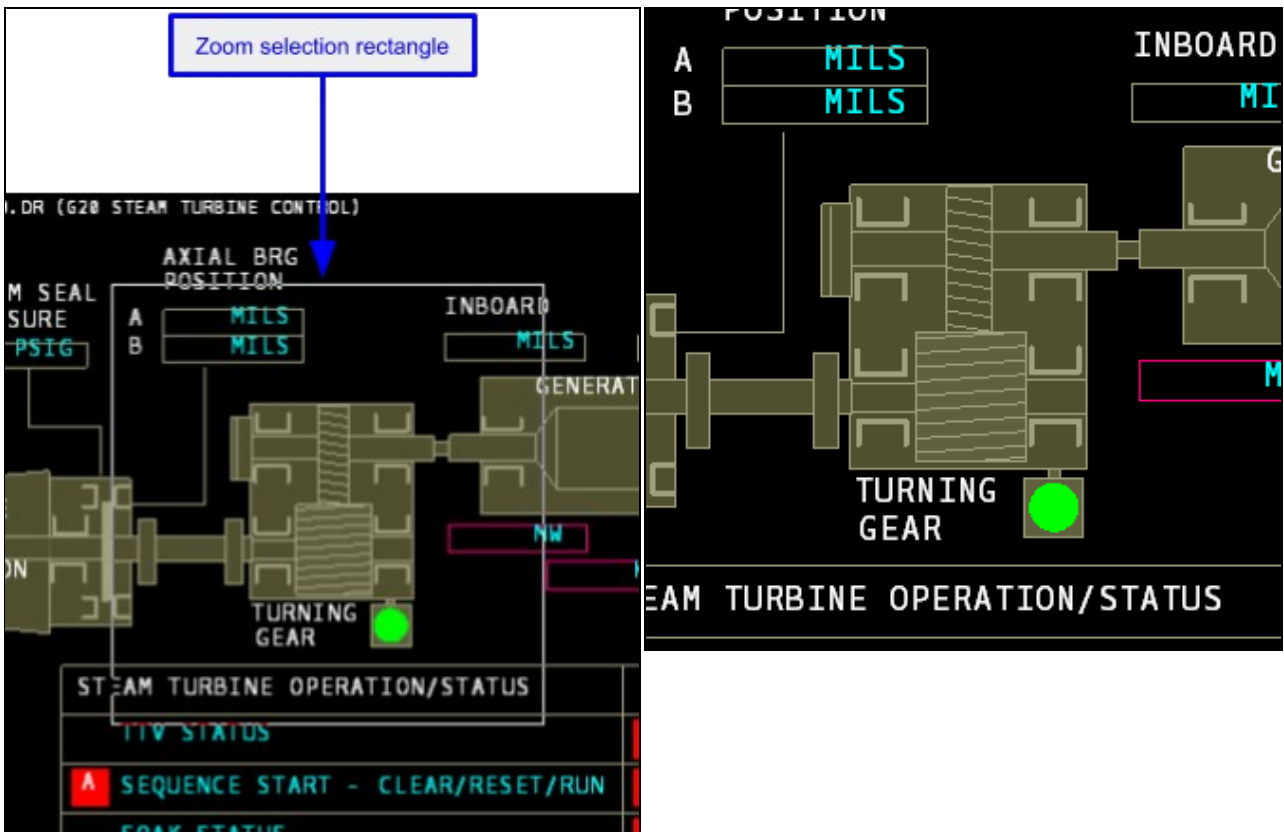 Zoom selection rectangle
.DR (G20 STEAM TURBINE CONTROL)
AXIAL BRG
POSITION
M SEAL
SURE
PSIG
A MILS
B MILS
INBOARD
MILS
GENERAT
MW
ON
TURNING
GEAR
STEAM TURBINE OPERATION/STATUS
TTV STATUS
A SEQUENCE START - CLEAR/RESET/RUN
SOAK STATUS
POSITION
A MILS
B MILS
INBOARD
MI
G
M
TURNING
GEAR
EAM TURBINE OPERATION/STATUS